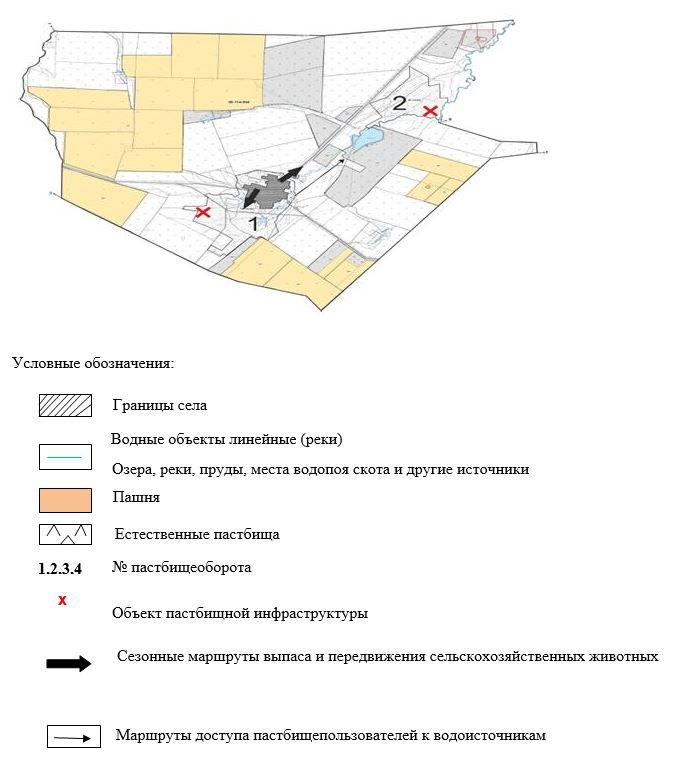 2
1
Условные обозначения:
Границы села
Водные объекты линейные (реки)
Озера, реки, пруды, места водопоя скота и другие источники
Пашня
Естественные пастбища
1.2.3.4 № пастбищеоборота
x Объект пастбищной инфраструктуры
Сезонные маршруты выпаса и передвижения сельскохозяйственных животных
Маршруты доступа пастбищепользователей к водоисточникам